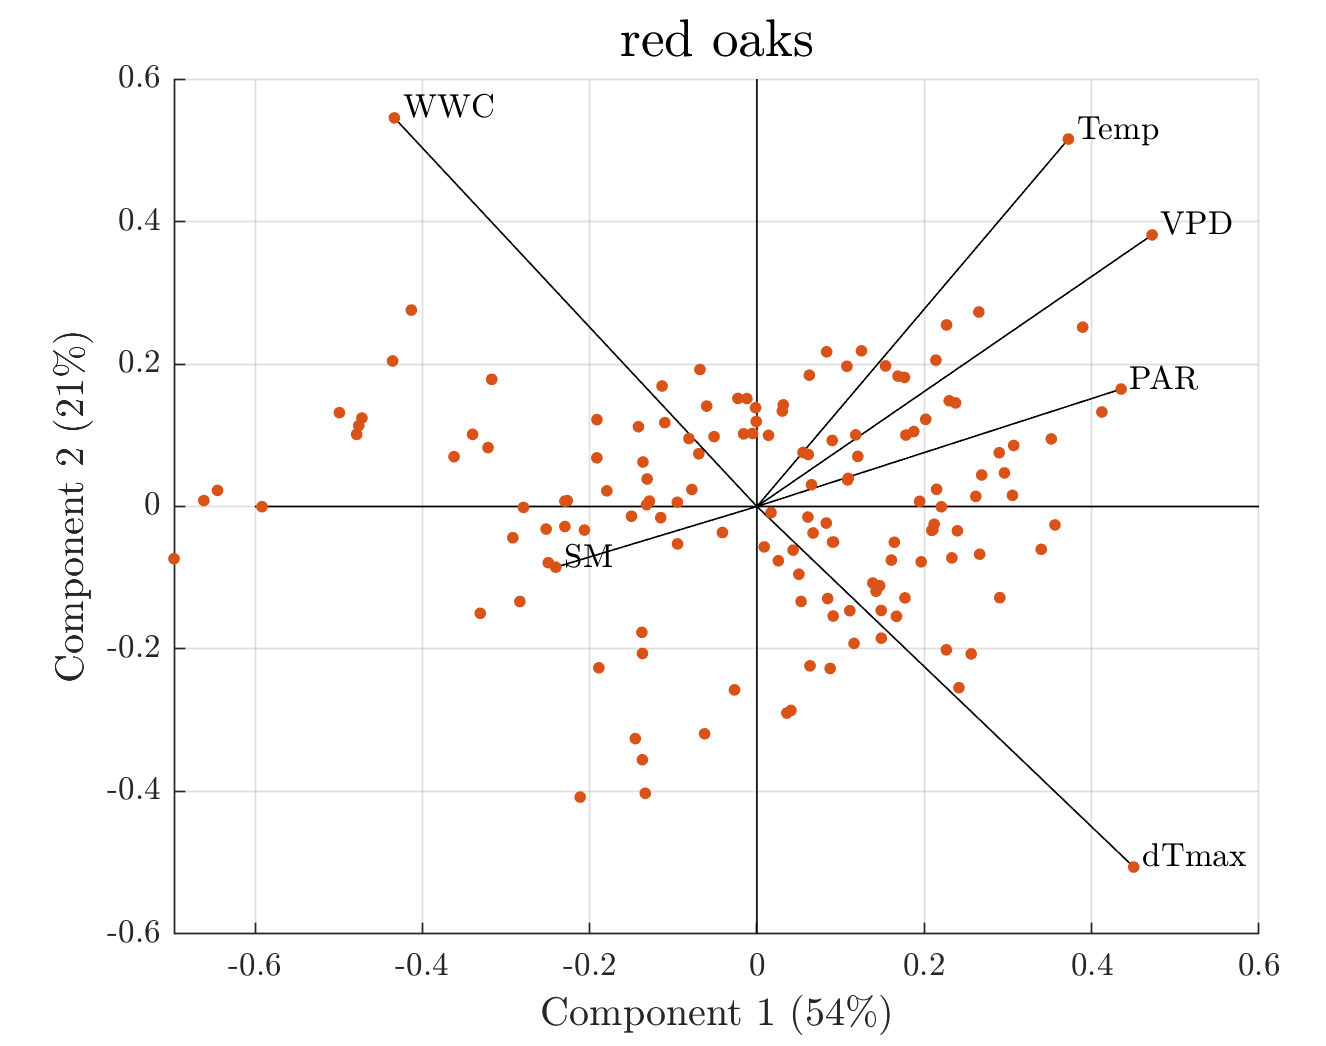 red oaks
0.6
0.4
0.2
0
-0.2
-0.4
-0.6
Component 2 (21%)
WWC
Temp
VPD
PAR
SM
dTmax
-0.6 -0.4 -0.2 0 0.2 0.4 0.6
Component 1 (54%)